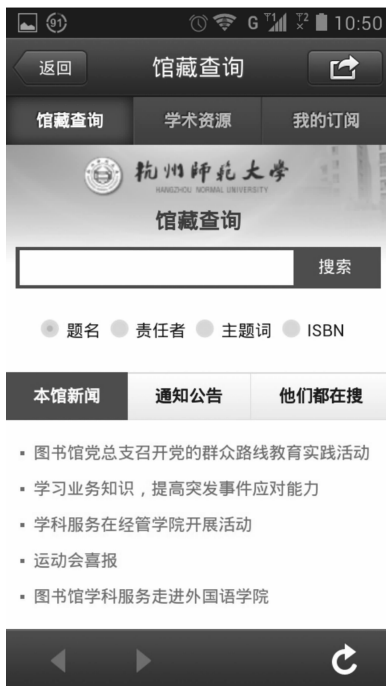 91 G T1 T2 10:50
返回 馆藏查询
馆藏查询 学术资源 我的订阅
杭州师范大学
HANGZHOU NORMAL UNIVERSITY
馆藏查询
搜索
题名 责任者 主题词 ISBN
本馆新闻 通知公告 他们都在搜
▪ 图书馆党总支召开党的群众路线教育实践活动
▪ 学习业务知识，提高突发事件应对能力
▪ 学科服务在经管学院开展活动
▪ 运动会喜报
▪ 图书馆学科服务走进外国语学院